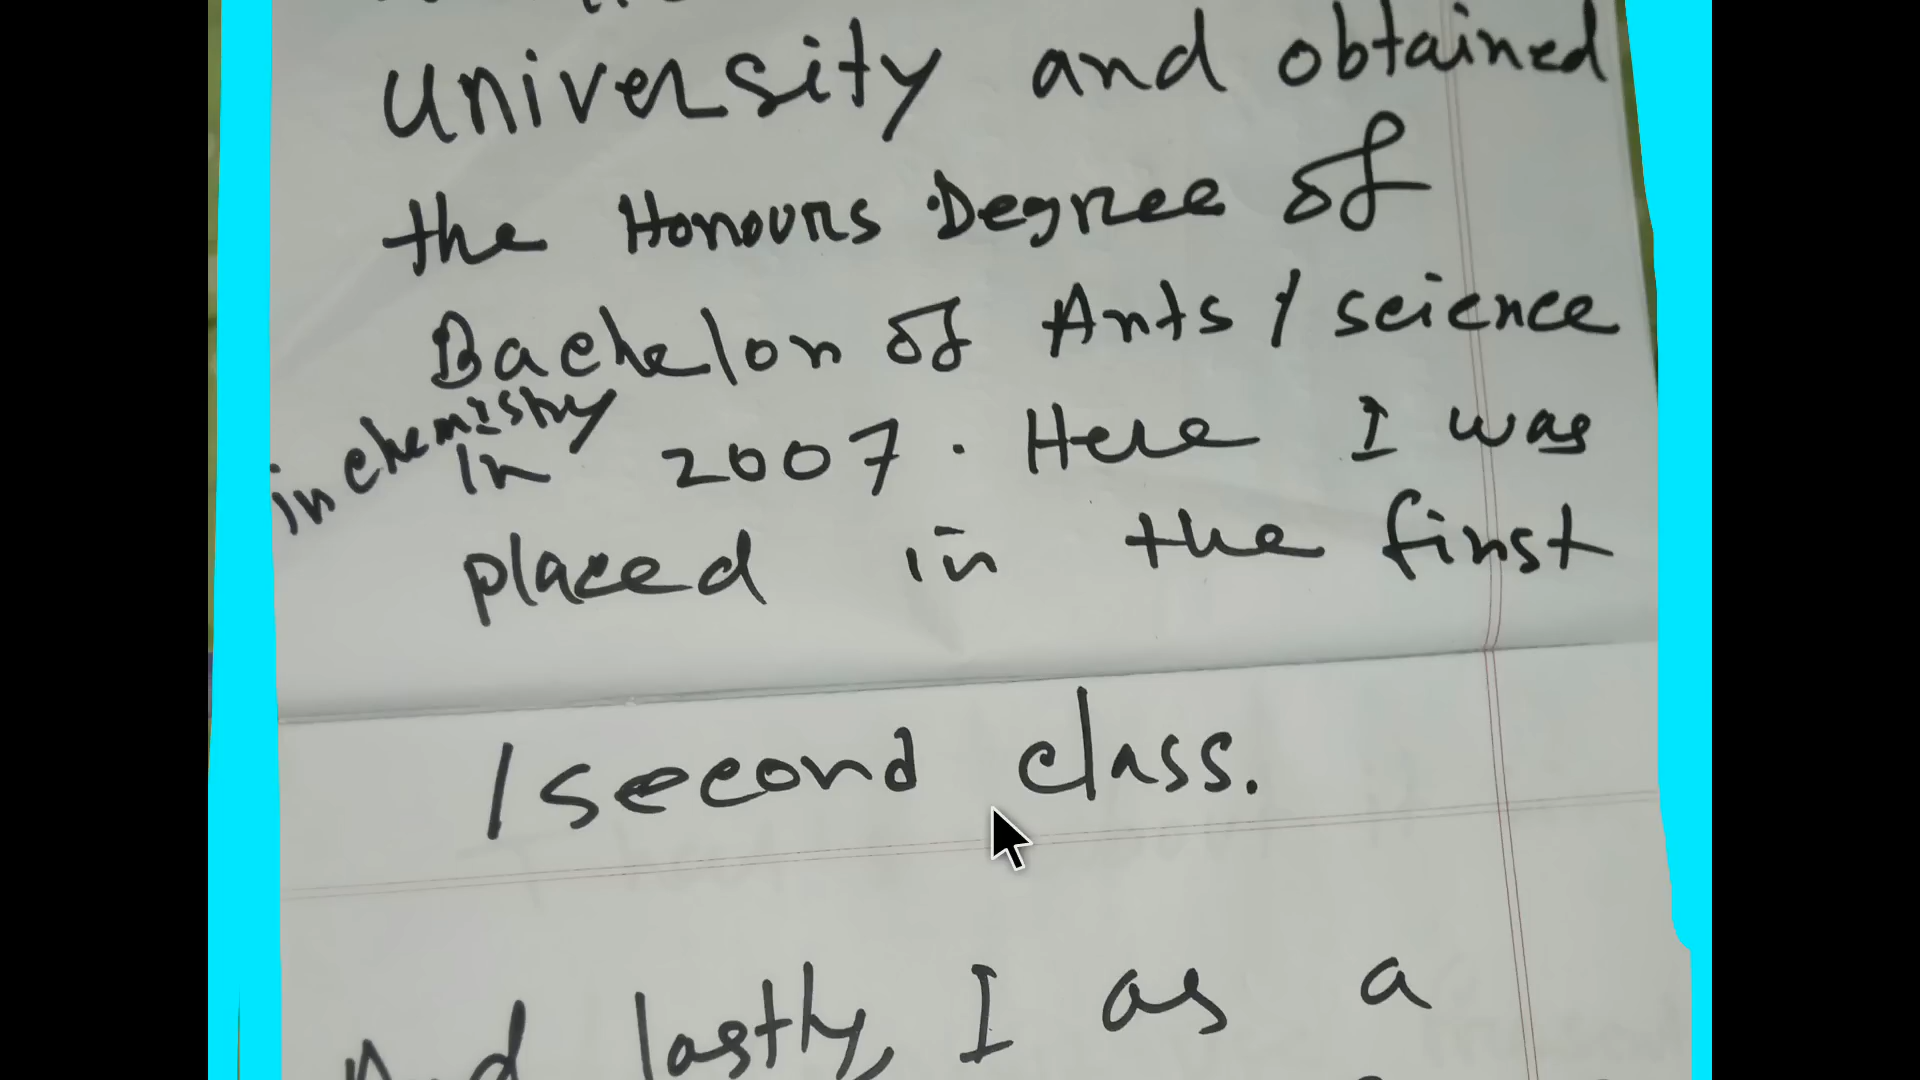 University and obtained
the Honours Degree of
Bachelor of Arts / science
in chemistry
in 2007. Here I was
placed in the first
/ second class.
And lastly, I as a